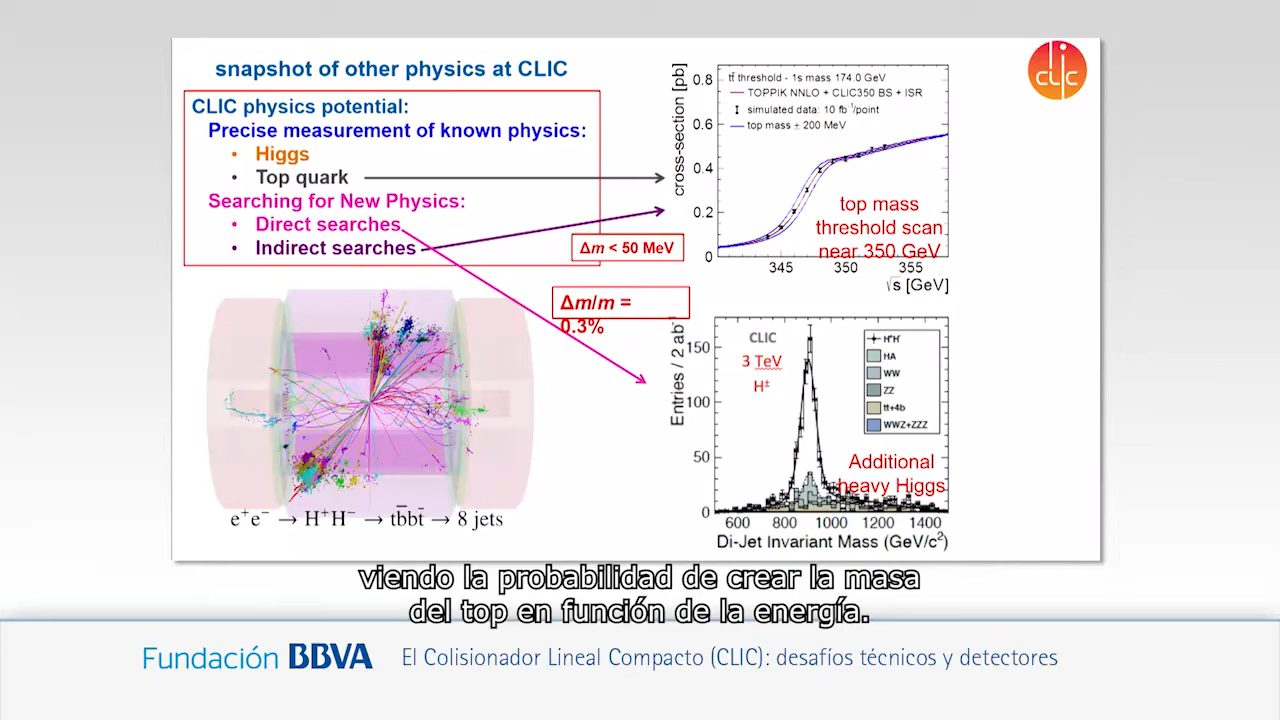 snapshot of other physics at CLIC
clic
CLIC physics potential:
Precise measurement of known physics:
• Higgs
• Top quark
Searching for New Physics:
• Direct searches
• Indirect searches
Δm < 50 MeV
Δm/m =
0.3%
cross-section [pb]
0.8
0.6
0.4
0.2
0
tt̄ threshold - 1s mass 174.0 GeV
TOPPIK NNLO + CLIC350 BS + ISR
simulated data: 10 fb⁻¹/point
top mass ± 200 MeV
top mass
threshold scan
near 350 GeV
345 350 355
√s [GeV]
Entries / 2 ab⁻¹
150
100
50
0
CLIC
3 TeV
H±
H⁺H⁻
HA
WW
ZZ
tt+4b
WWZ+ZZZ
Additional
heavy Higgs
600 800 1000 1200 1400
Di-Jet Invariant Mass (GeV/c²)
e⁺e⁻ → H⁺H⁻ → tb̄bt̄ → 8 jets
viendo la probabilidad de crear la masa
del top en función de la energía.
Fundación BBVA El Colisionador Lineal Compacto (CLIC): desafíos técnicos y detectores